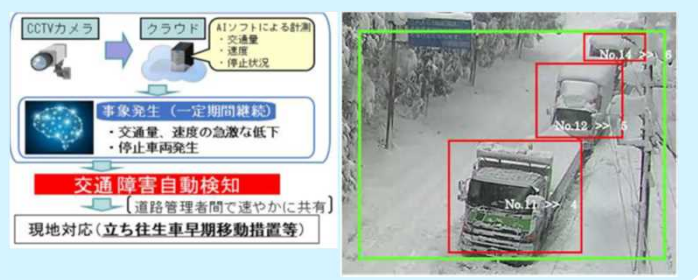 CCTVカメラ
クラウド
AIソフトによる計測
・交通量
・速度
・停止状況
事象発生（一定期間継続）
・交通量、速度の急激な低下
・停止車両発生
交通障害自動検知
［道路管理者間で速やかに共有］
現地対応（立ち往生車早期移動措置等）
No.14 >> 6
No.12 >> 5
No.11 >> 4